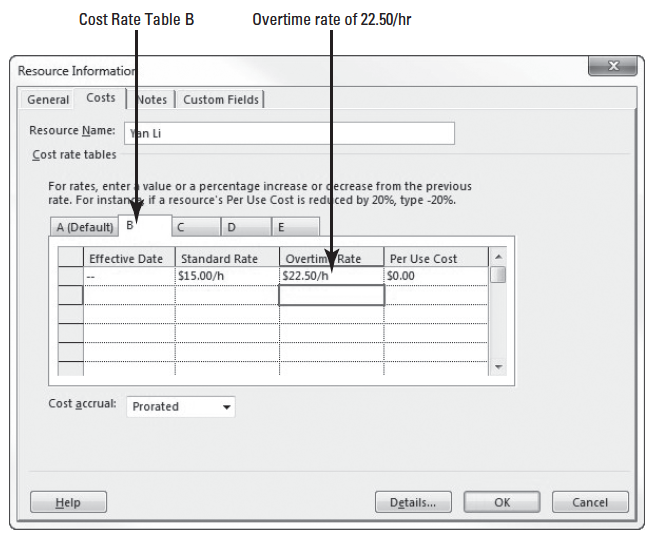 Cost Rate Table B
Overtime rate of 22.50/hr
Resource Information
General Costs Notes Custom Fields
Resource Name: Yan Li
Cost rate tables
For rates, enter a value or a percentage increase or decrease from the previous
rate. For instance, if a resource's Per Use Cost is reduced by 20%, type -20%.
A (Default) B C D E
Effective Date Standard Rate Overtime Rate Per Use Cost
-- $15.00/h $22.50/h $0.00
Cost accrual: Prorated
Help Details... OK Cancel